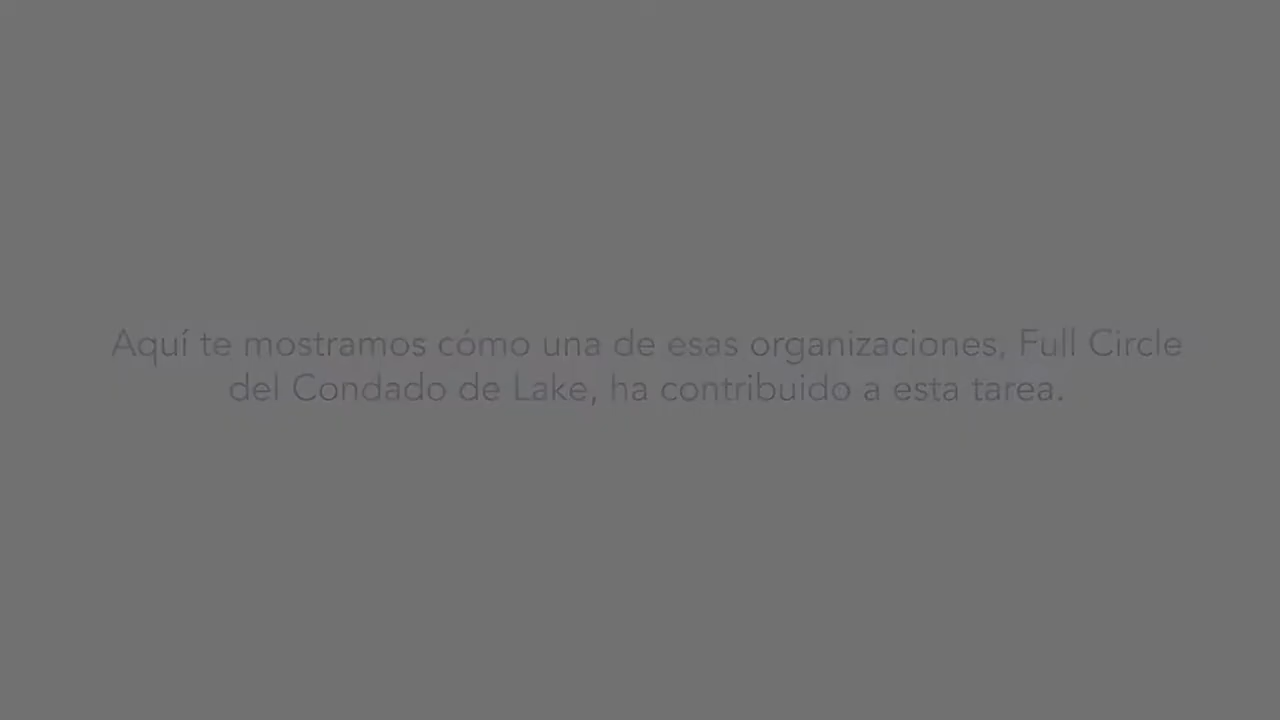 Aquí te mostramos cómo una de esas organizaciones, Full Circle
del Condado de Lake, ha contribuido a esta tarea.